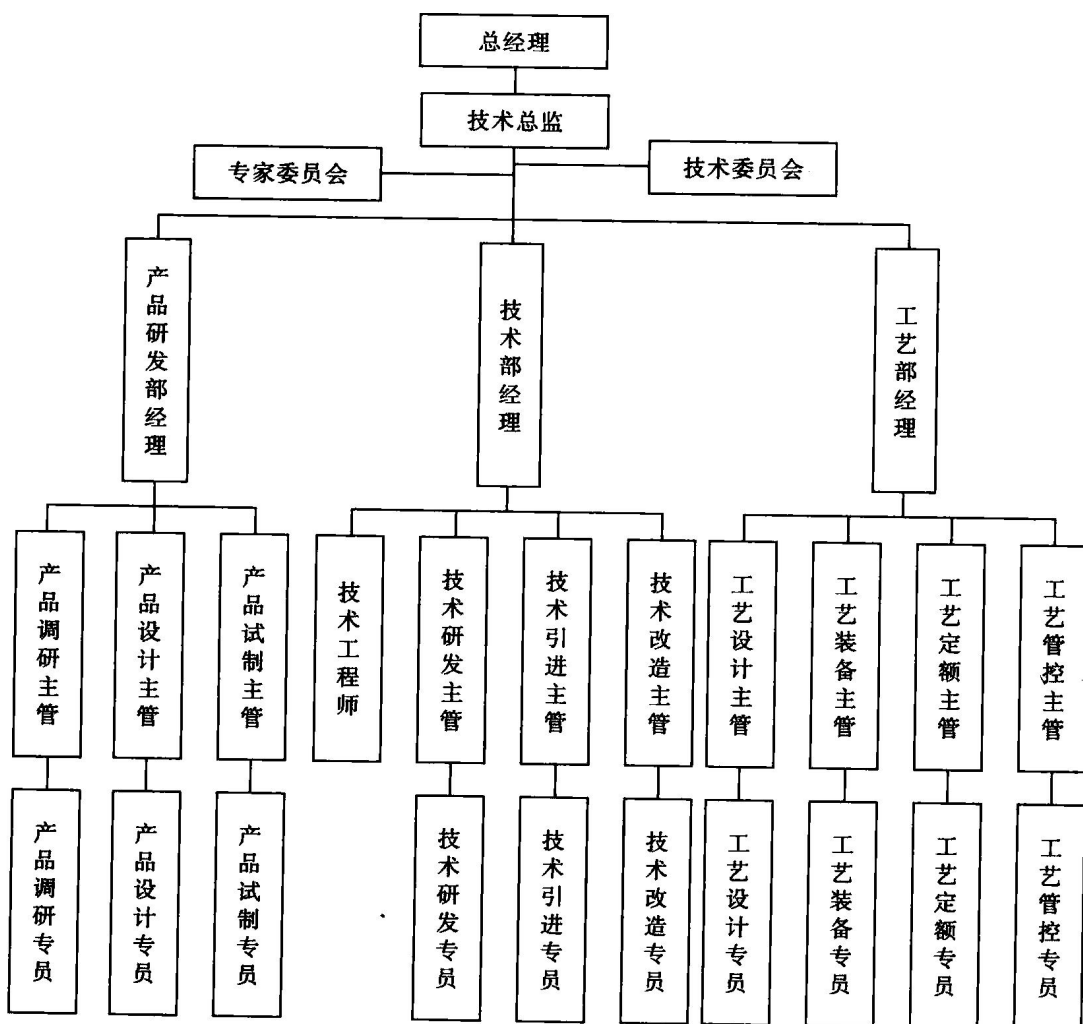 总经理
技术总监
专家委员会
技术委员会
产品研发部经理
技术部经理
工艺部经理
产品调研主管
产品设计主管
产品试制主管
技术工程师
技术研发主管
技术引进主管
技术改造主管
工艺设计主管
工艺装备主管
工艺定额主管
工艺管控主管
产品调研专员
产品设计专员
产品试制专员
技术研发专员
技术引进专员
技术改造专员
工艺设计专员
工艺装备专员
工艺定额专员
工艺管控专员